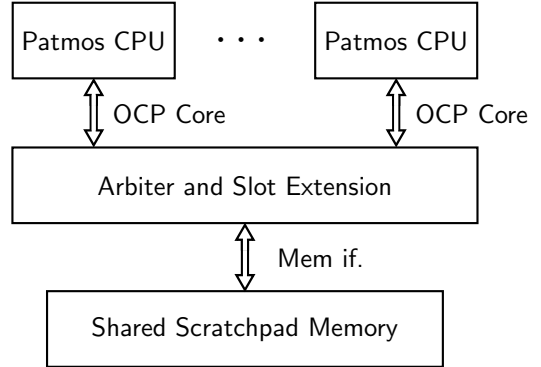 Patmos CPU
. . .
Patmos CPU
OCP Core
OCP Core
Arbiter and Slot Extension
Mem if.
Shared Scratchpad Memory